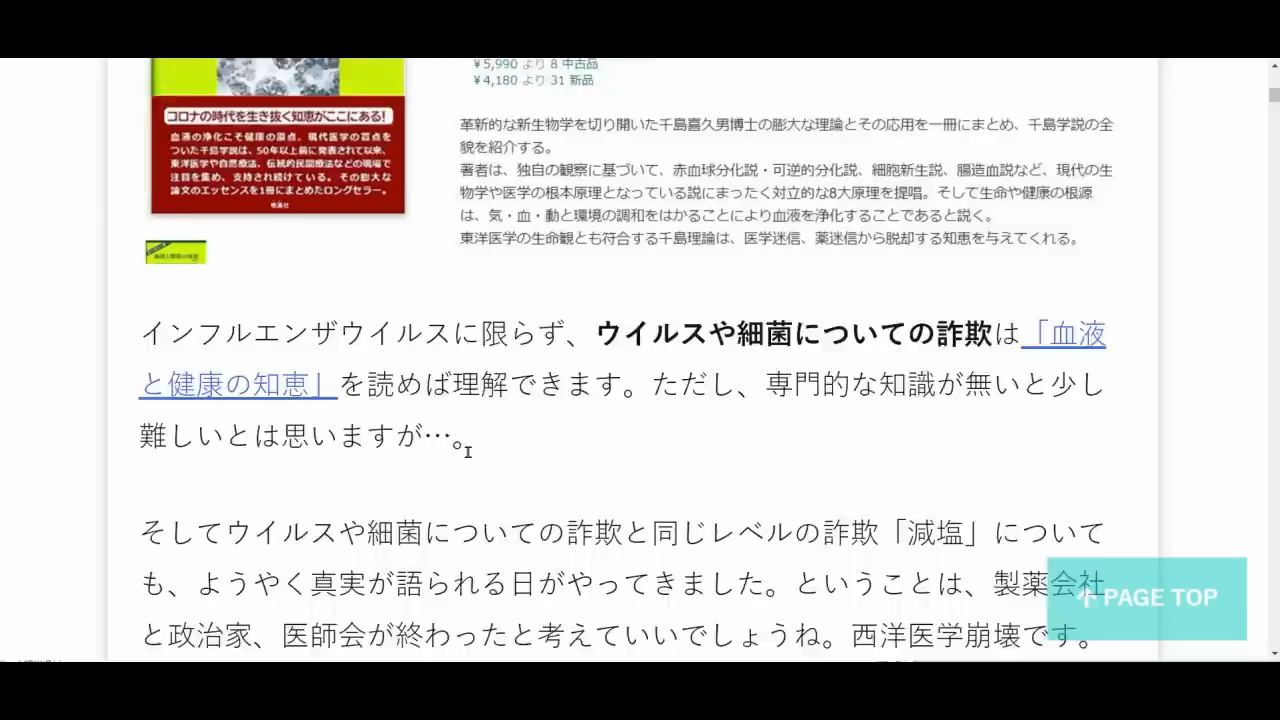 ¥5,990 より 8 中古品
¥4,180 より 31 新品
コロナの時代を生き抜く知恵がここにある!
血液の浄化こそ健康の原点。現代医学の盲点を
ついた千島学説は、50年以上前に発表されて以来、
東洋医学や自然療法、伝統的民間療法などの現場で
注目を集め、支持され続けている。その膨大な
論文のエッセンスを1冊にまとめたロングセラー。
地湧社
革新的な新生物学を切り開いた千島喜久男博士の膨大な理論とその応用を一冊にまとめ、千島学説の全
貌を紹介する。
著者は、独自の観察に基づいて、赤血球分化説・可逆的分化説、細胞新生説、腸造血説など、現代の生
物学や医学の根本原理となっている説にまったく対立的な8大原理を提唱。そして生命や健康の根源
は、気・血・動と環境の調和をはかることにより血液を浄化することであると説く。
東洋医学の生命観とも符合する千島理論は、医学迷信、薬迷信から脱却する知恵を与えてくれる。
インフルエンザウイルスに限らず、ウイルスや細菌についての詐欺は「血液
と健康の知恵」を読めば理解できます。ただし、専門的な知識が無いと少し
難しいとは思いますが…。
そしてウイルスや細菌についての詐欺と同じレベルの詐欺「減塩」について
も、ようやく真実が語られる日がやってきました。ということは、製薬会社
と政治家、医師会が終わったと考えていいでしょうね。西洋医学崩壊です。
PAGE TOP